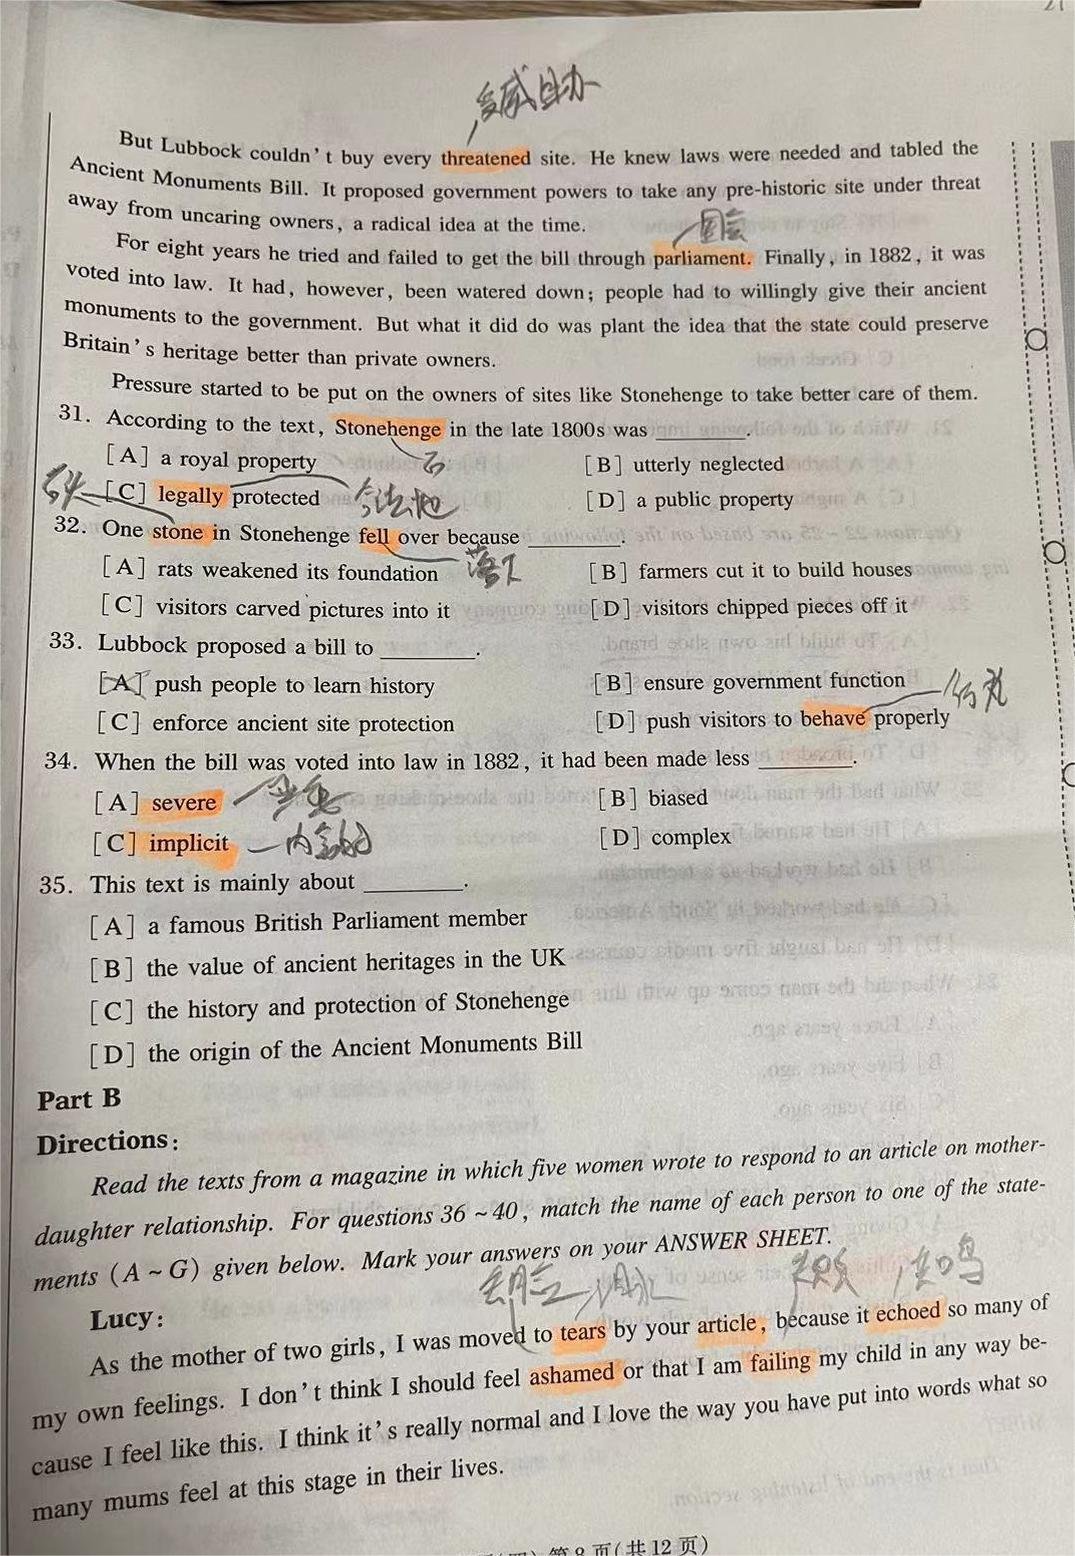 受威胁
But Lubbock couldn't buy every threatened site. He knew laws were needed and tabled the
Ancient Monuments Bill. It proposed government powers to take any pre-historic site under threat
away from uncaring owners, a radical idea at the time.
国会
For eight years he tried and failed to get the bill through parliament. Finally, in 1882, it was
voted into law. It had, however, been watered down; people had to willingly give their ancient
monuments to the government. But what it did do was plant the idea that the state could preserve
Britain's heritage better than private owners.
Pressure started to be put on the owners of sites like Stonehenge to take better care of them.
31. According to the text, Stonehenge in the late 1800s was ________.
[A] a royal property
[B] utterly neglected
石
石头
[C] legally protected
合法地
[D] a public property
32. One stone in Stonehenge fell over because ________.
[A] rats weakened its foundation
落下
[B] farmers cut it to build houses
[C] visitors carved pictures into it
[D] visitors chipped pieces off it
33. Lubbock proposed a bill to ________.
[A] push people to learn history
[B] ensure government function
行为
[C] enforce ancient site protection
[D] push visitors to behave properly
34. When the bill was voted into law in 1882, it had been made less ________.
[A] severe
[B] biased
[C] implicit
内含的
[D] complex
35. This text is mainly about ________.
[A] a famous British Parliament member
[B] the value of ancient heritages in the UK
[C] the history and protection of Stonehenge
[D] the origin of the Ancient Monuments Bill
Part B
Directions:
Read the texts from a magazine in which five women wrote to respond to an article on mother-
daughter relationship. For questions 36~40, match the name of each person to one of the state-
ments (A~G) given below. Mark your answers on your ANSWER SHEET.
Lucy:
As the mother of two girls, I was moved to tears by your article, because it echoed so many of
my own feelings. I don't think I should feel ashamed or that I am failing my child in any way be-
cause I feel like this. I think it's really normal and I love the way you have put into words what so
many mums feel at this stage in their lives.
页(共12页)